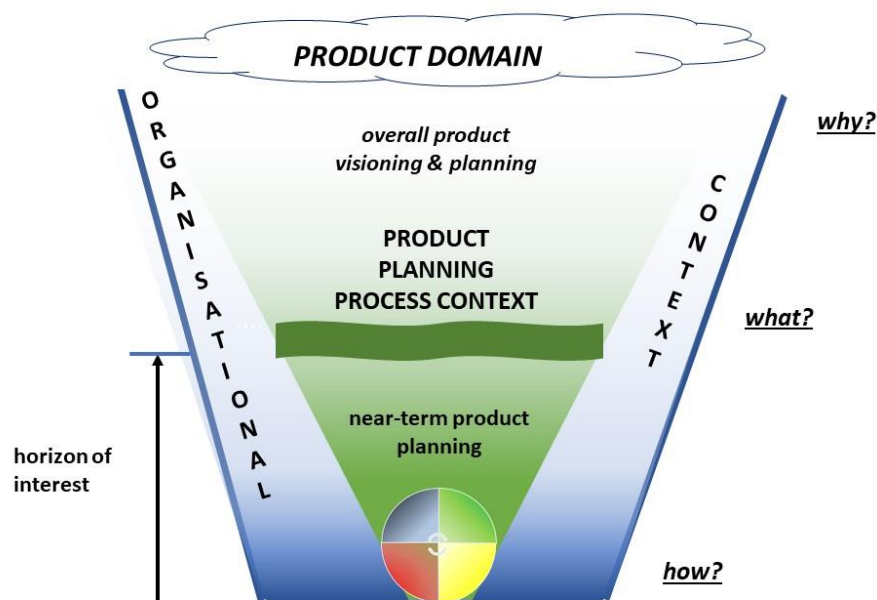 PRODUCT DOMAIN
why?
overall product
visioning & planning
ORGANISATIONAL
CONTEXT
PRODUCT
PLANNING
PROCESS CONTEXT
what?
near-term product
planning
horizon of
interest
how?